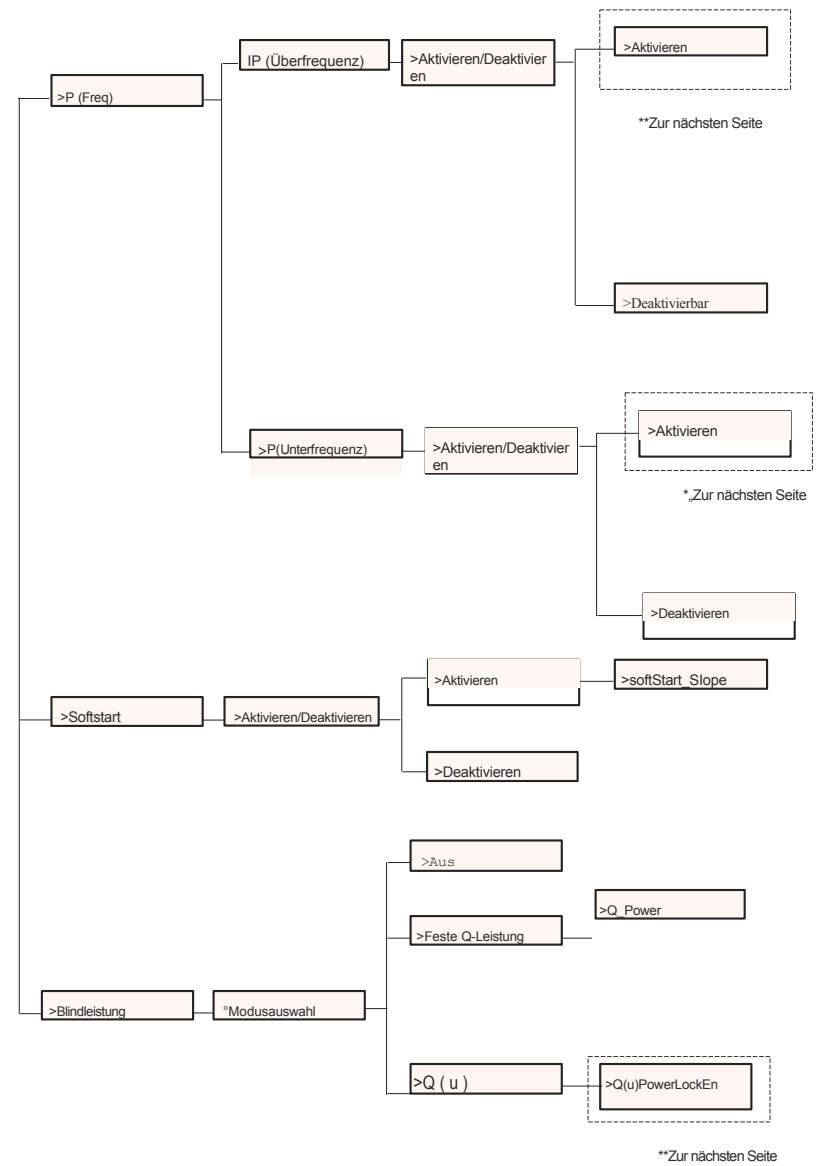 IP (Überfrequenz)
>Aktivieren/Deaktivier
en
>Aktivieren
>P (Freq)
**Zur nächsten Seite
>Deaktivierbar
>P(Unterfrequenz)
>Aktivieren/Deaktivier
en
>Aktivieren
*„Zur nächsten Seite
>Deaktivieren
>Softstart
>Aktivieren/Deaktivieren
>Aktivieren
>softStart_Slope
>Deaktivieren
>Aus
>Q_Power
>Feste Q-Leistung
>Blindleistung
°Modusauswahl
>Q ( u )
>Q(u)PowerLockEn
**Zur nächsten Seite